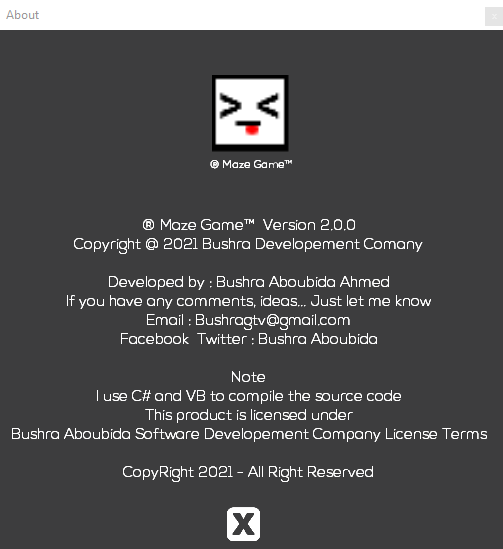 About
x
® Maze Game™
® Maze Game™ Version 2.0.0
Copyright @ 2021 Bushra Developement Comany
Developed by : Bushra Aboubida Ahmed
If you have any comments, ideas... Just let me know
Email : Bushragtv@gmail.com
Facebook Twitter : Bushra Aboubida
Note
I use C# and VB to compile the source code
This product is licensed under
Bushra Aboubida Software Developement Company License Terms
CopyRight 2021 - All Right Reserved
X